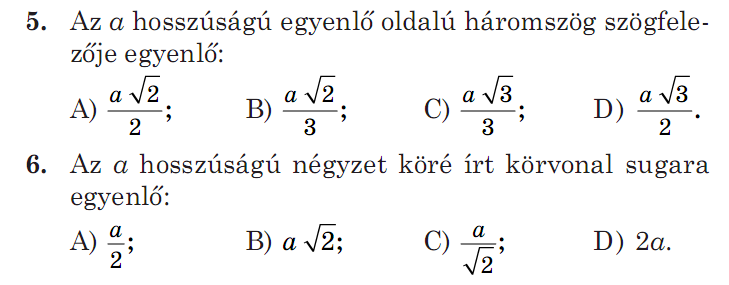 5. Az a hosszúságú egyenlő oldalú háromszög szögfele-
zője egyenlő:
A) a√2/2; B) a√2/3; C) a√3/3; D) a√3/2.
6. Az a hosszúságú négyzet köré írt körvonal sugara
egyenlő:
A) a/2; B) a√2; C) a/√2; D) 2a.